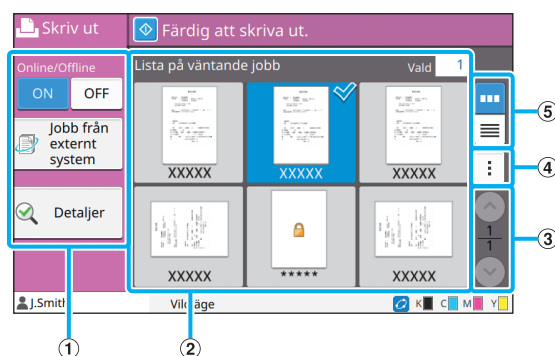 Skriv ut
Färdig att skriva ut.
Online/Offline
ON OFF
Jobb från
externt
system
Detaljer
Lista på väntande jobb
Vald 1
XXXXX XXXXX XXXXX
XXXXX ***** XXXXX
5
4
1
1
3
J.Smith
K C M Y
1
2